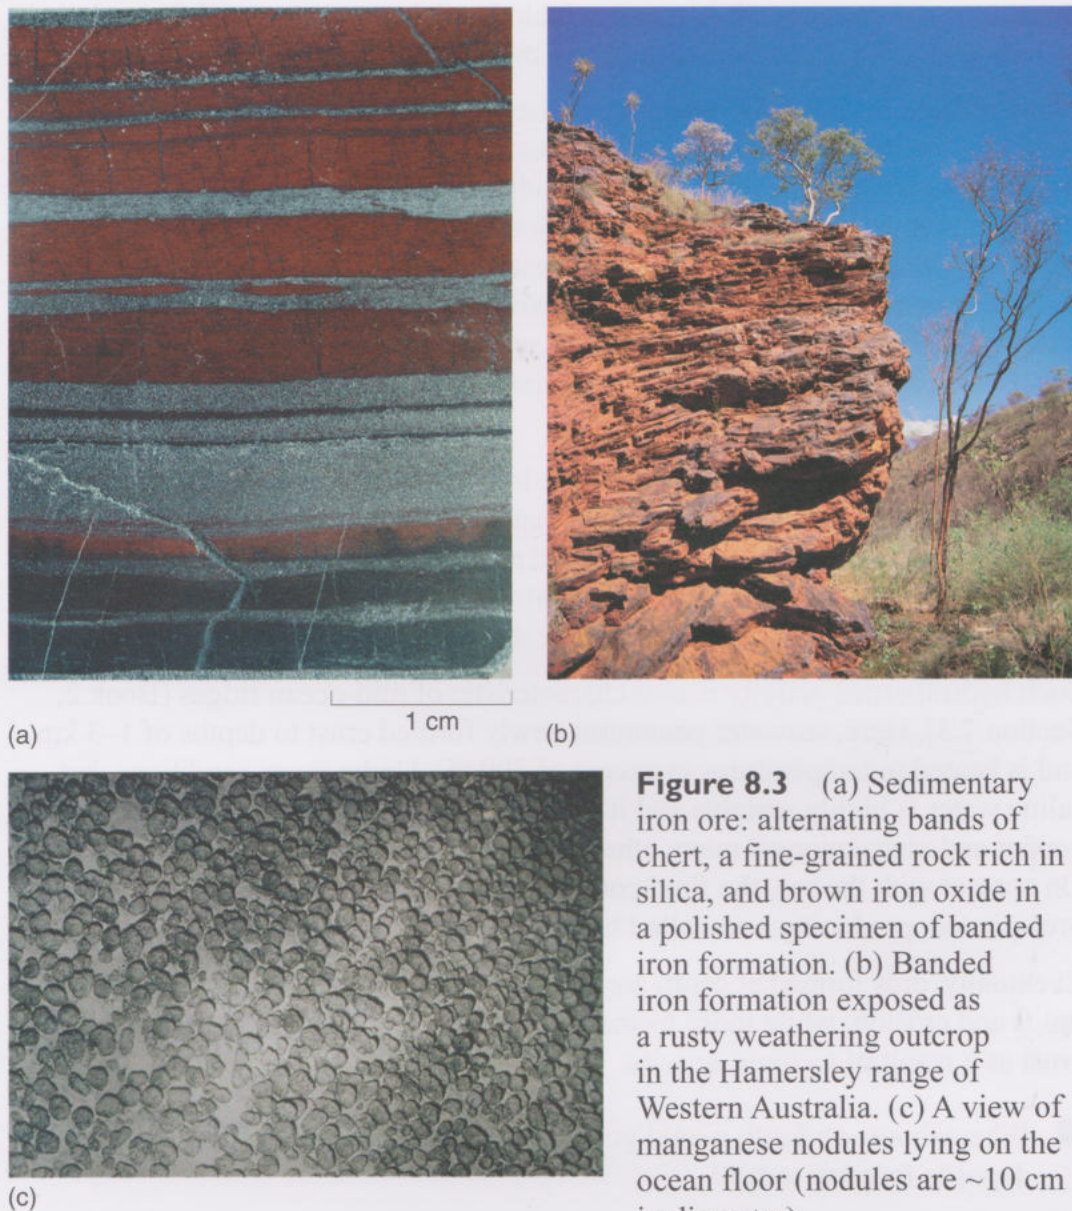 1 cm
(a)
(b)
Figure 8.3 (a) Sedimentary
iron ore: alternating bands of
chert, a fine-grained rock rich in
silica, and brown iron oxide in
a polished specimen of banded
iron formation. (b) Banded
iron formation exposed as
a rusty weathering outcrop
in the Hamersley range of
Western Australia. (c) A view of
manganese nodules lying on the
ocean floor (nodules are ~10 cm
(c)